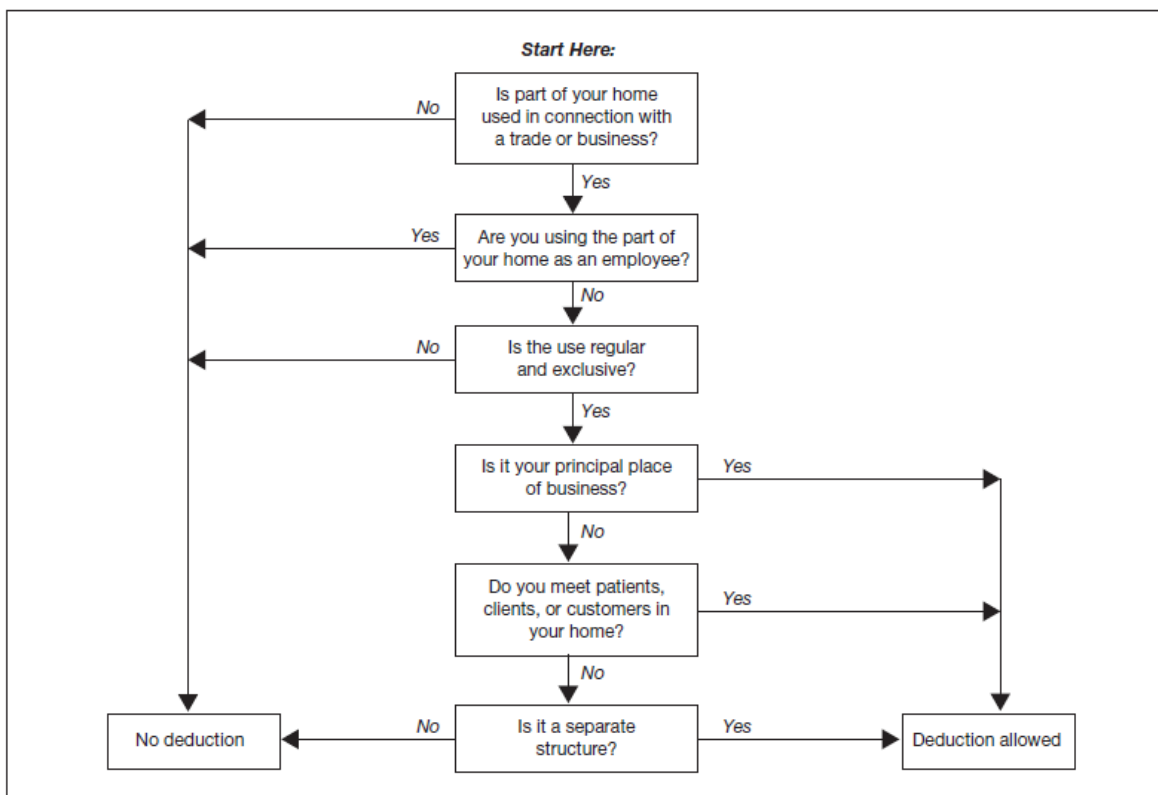 Start Here:
Is part of your home
used in connection with
a trade or business?
No
Yes
Are you using the part of
your home as an employee?
Yes
No
Is the use regular
and exclusive?
No
Yes
Is it your principal place
of business?
Yes
No
Do you meet patients,
clients, or customers in
your home?
Yes
No
Is it a separate
structure?
No
Yes
No deduction
Deduction allowed